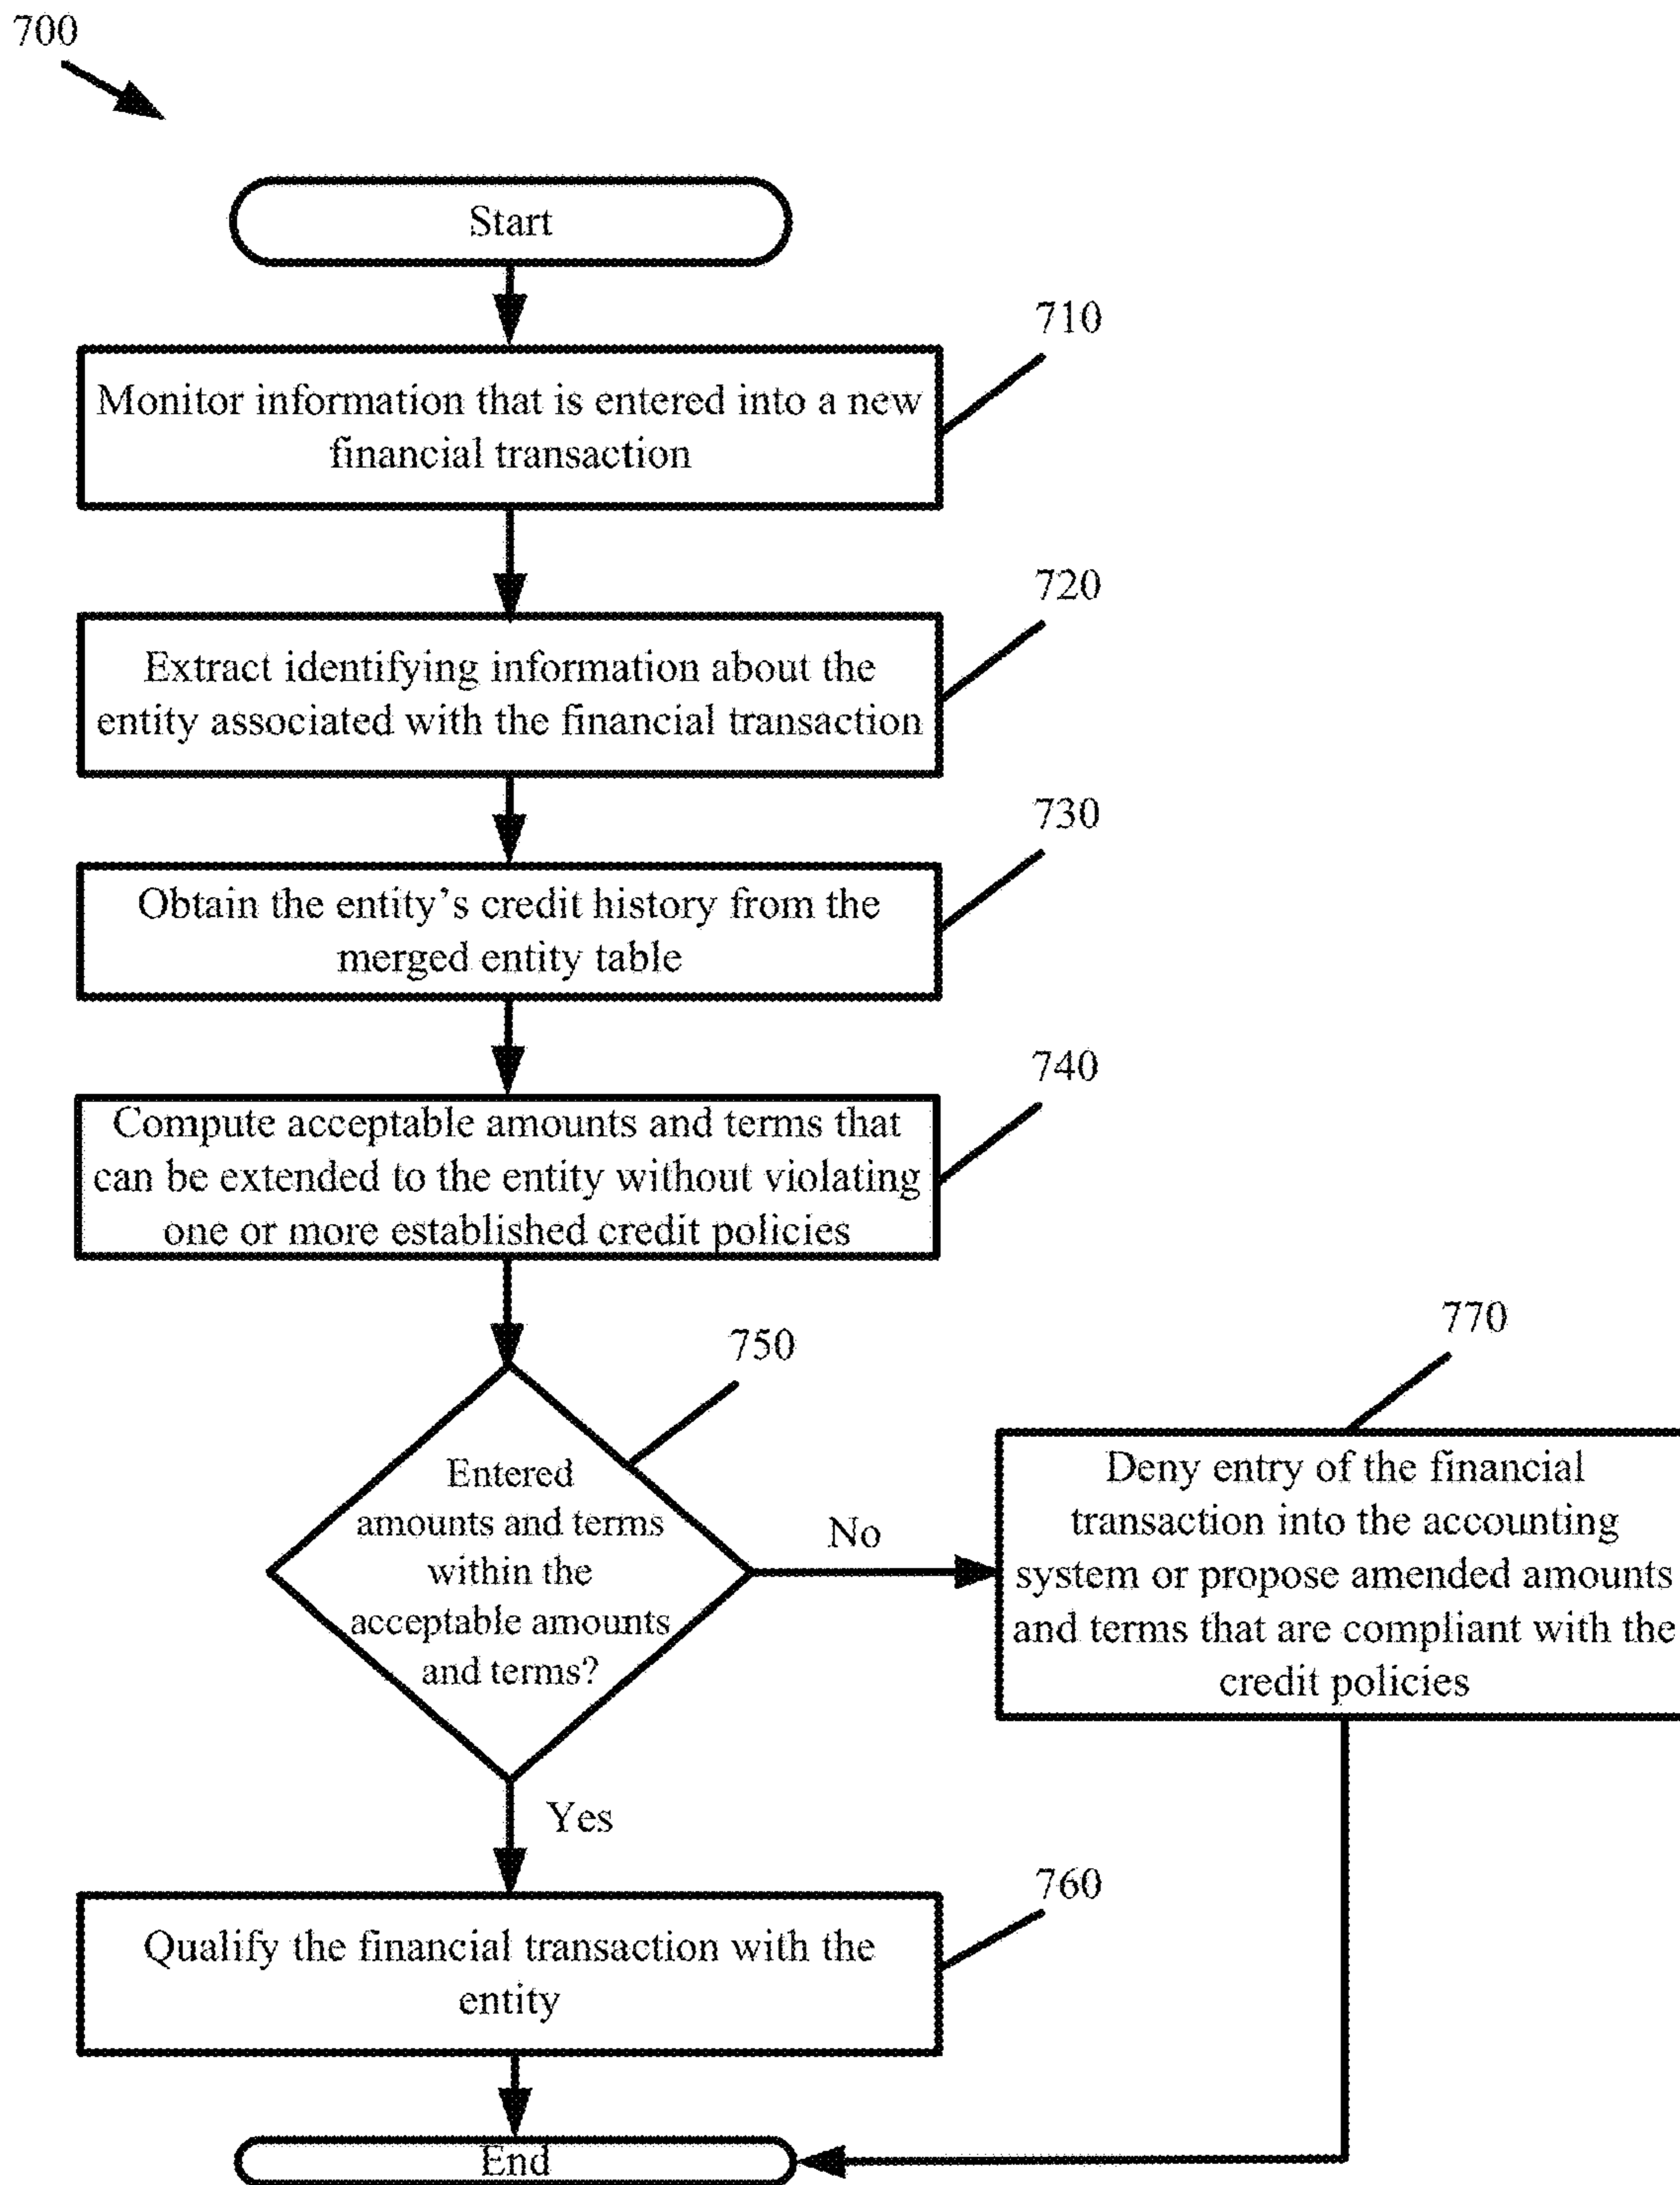 700
Start
710
Monitor information that is entered into a new
financial transaction
720
Extract identifying information about the
entity associated with the financial transaction
730
Obtain the entity's credit history from the
merged entity table
740
Compute acceptable amounts and terms that
can be extended to the entity without violating
one or more established credit policies
750
Entered
amounts and terms
within the
acceptable amounts
and terms?
No
770
Deny entry of the financial
transaction into the accounting
system or propose amended amounts
and terms that are compliant with the
credit policies
Yes
760
Qualify the financial transaction with the
entity
End